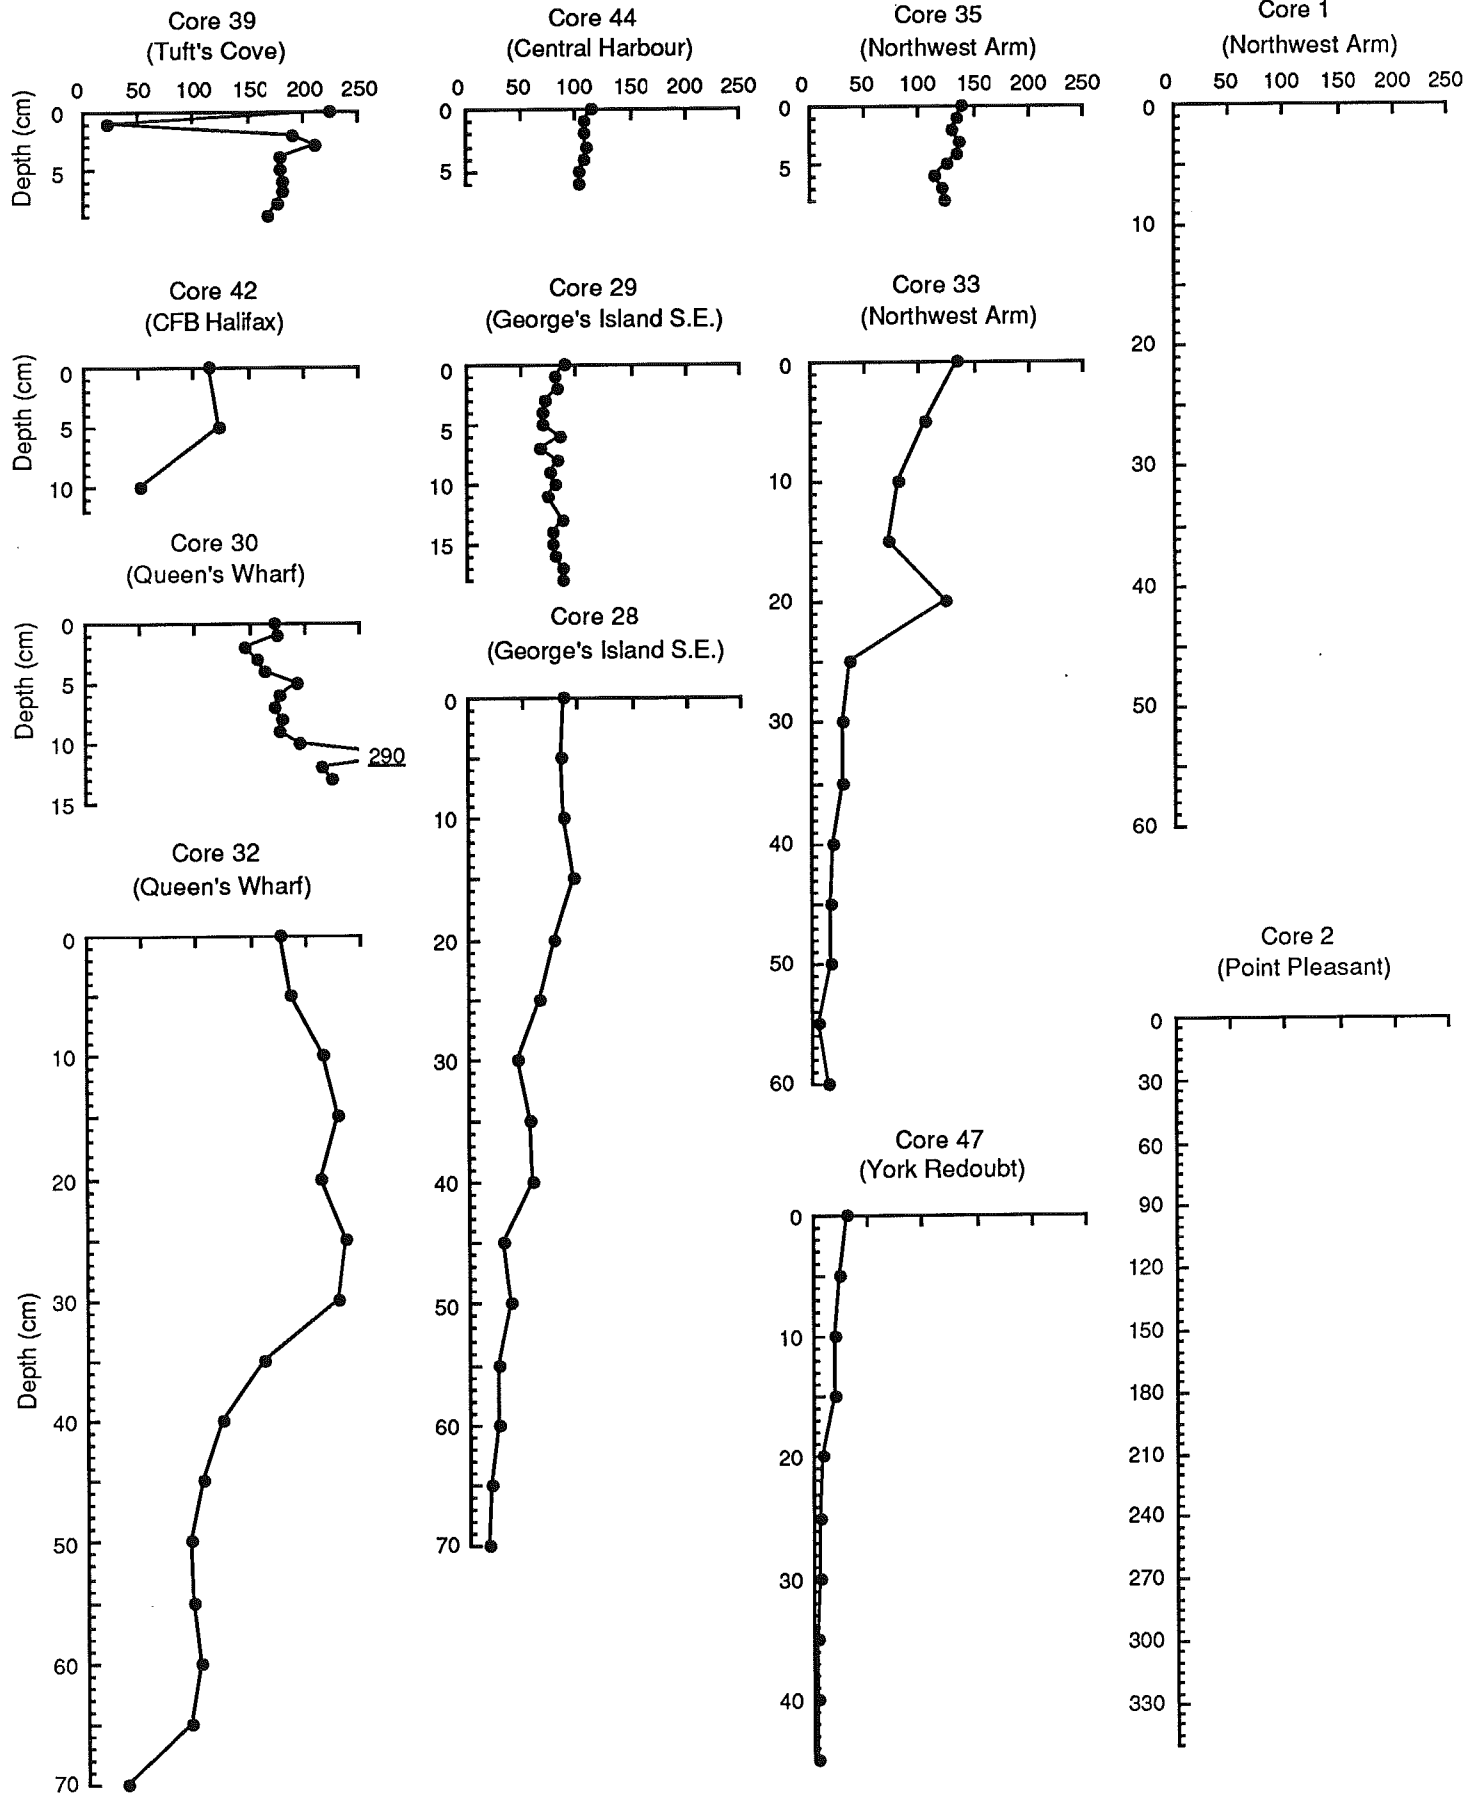 Core 39
(Tuft's Cove)
0 50 100 150 200 250
Depth (cm)
0
5
Core 42
(CFB Halifax)
Depth (cm)
0
5
10
Core 30
(Queen's Wharf)
Depth (cm)
0
5
10
15
290
Core 32
(Queen's Wharf)
Depth (cm)
0
10
20
30
40
50
60
70
Core 44
(Central Harbour)
0 50 100 150 200 250
0
5
Core 29
(George's Island S.E.)
0
5
10
15
Core 28
(George's Island S.E.)
0
10
20
30
40
50
60
70
Core 35
(Northwest Arm)
0 50 100 150 200 250
0
5
Core 33
(Northwest Arm)
0
10
20
30
40
50
60
Core 47
(York Redoubt)
0
10
20
30
40
Core 1
(Northwest Arm)
0 50 100 150 200 250
0
10
20
30
40
50
60
Core 2
(Point Pleasant)
0
30
60
90
120
150
180
210
240
270
300
330